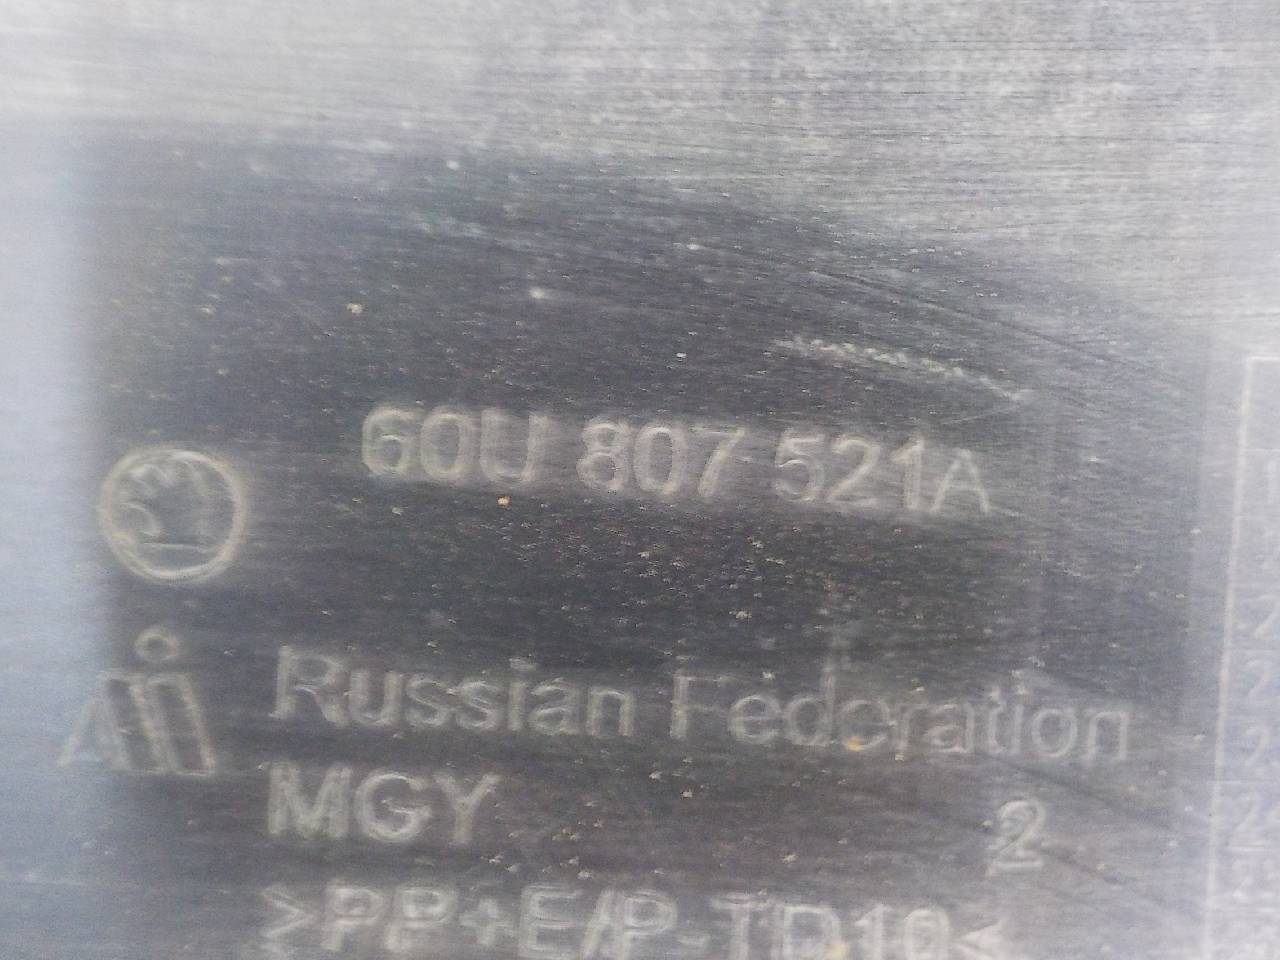 60U 807 521A
Russian Federation
MGY 2
>PP+E/P-TD10<